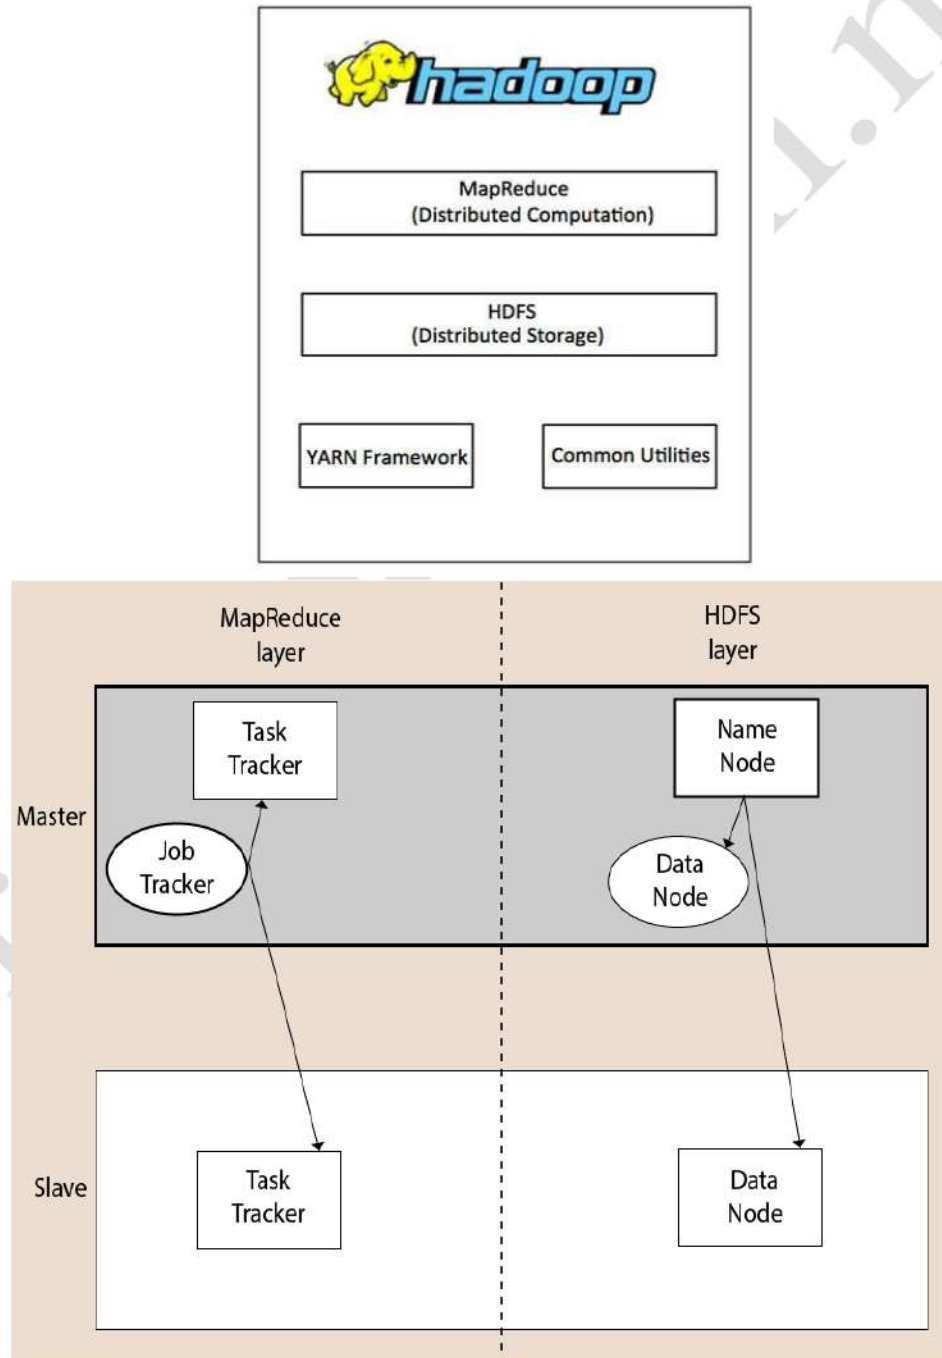 hadoop
MapReduce
(Distributed Computation)
HDFS
(Distributed Storage)
YARN Framework
Common Utilities
MapReduce
layer
HDFS
layer
Master
Task
Tracker
Job
Tracker
Name
Node
Data
Node
Slave
Task
Tracker
Data
Node